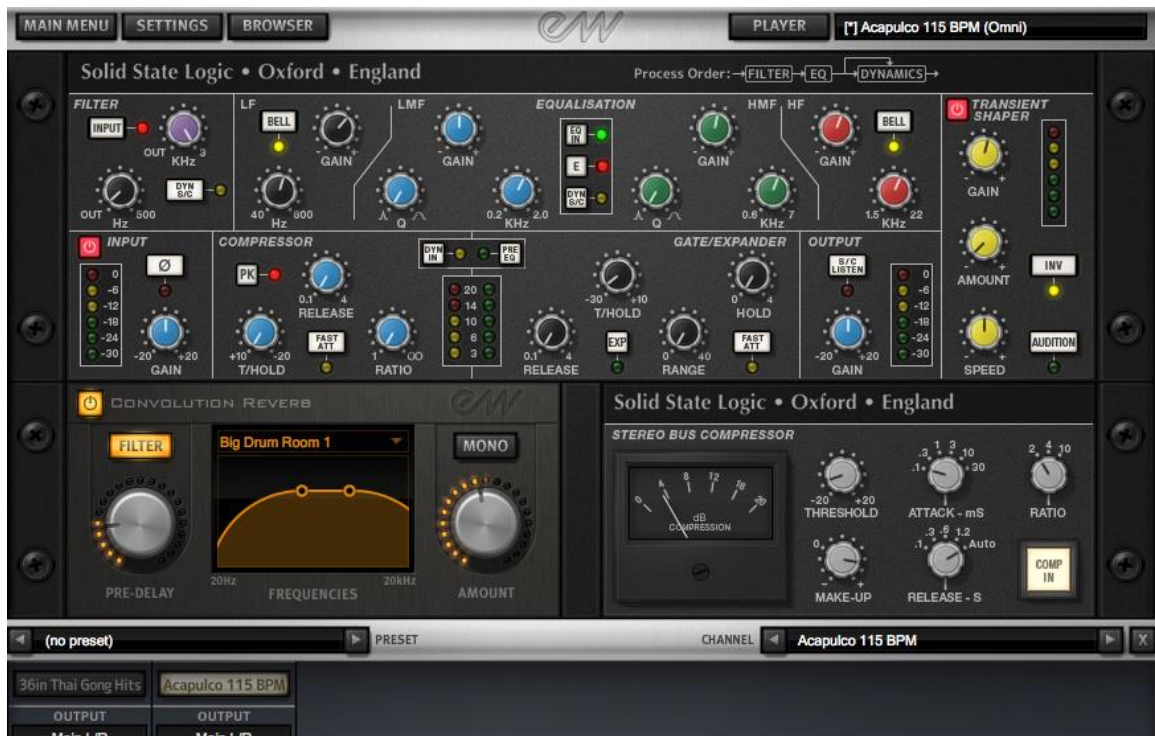 MAIN MENU SETTINGS BROWSER PLAYER [*] Acapulco 115 BPM (Omni)
Solid State Logic • Oxford • England
Process Order: FILTER EQ DYNAMICS
FILTER
INPUT
OUT 3
KHz
OUT 500
Hz
DYN S/C
LF
BELL
GAIN
40 600
Hz
LMF
GAIN
Q
0.2 2.0
KHz
EQUALISATION
EQ IN
E
DYN S/C
HMF
GAIN
Q
0.6 7
KHz
HF
GAIN
BELL
1.5 22
KHz
TRANSIENT
SHAPER
GAIN
AMOUNT
INV
SPEED
AUDITION
INPUT
Ø
0
-6
-12
-18
-24
-30
-20 +20
GAIN
COMPRESSOR
PK
0.1 4
RELEASE
+10 -20
T/HOLD
FAST ATT
1 ∞
RATIO
DYN IN
PRE EQ
20
14
10
6
3
GATE/EXPANDER
-30 +10
T/HOLD
0 4
HOLD
0.1 4
RELEASE
EXP
0 40
RANGE
FAST ATT
OUTPUT
S/C LISTEN
-20 +20
GAIN
0
-6
-12
-18
-24
-30
CONVOLUTION REVERB
FILTER
PRE-DELAY
Big Drum Room 1
20Hz 20kHz
FREQUENCIES
MONO
AMOUNT
Solid State Logic • Oxford • England
STEREO BUS COMPRESSOR
0 4 8 12 16 20
dB
COMPRESSION
-20 +20
THRESHOLD
.1 .3 1 3 10 30
ATTACK - mS
2 4 10
RATIO
0 - +
MAKE-UP
.1 .3 .6 1.2 Auto
RELEASE - S
COMP IN
(no preset) PRESET CHANNEL Acapulco 115 BPM X
36in Thai Gong Hits Acapulco 115 BPM
OUTPUT OUTPUT